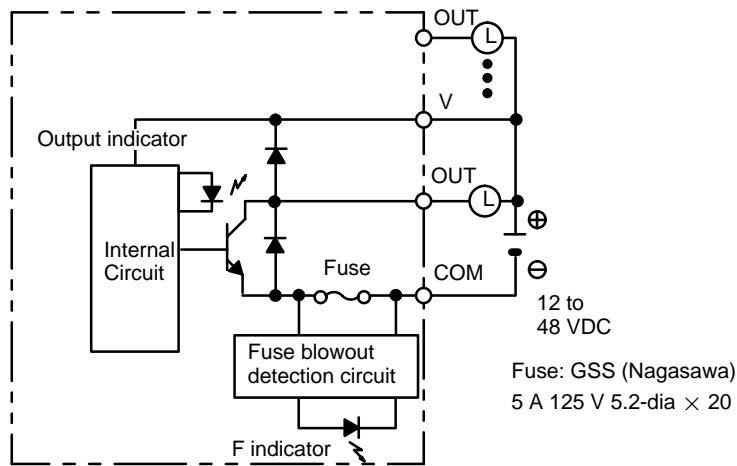 OUT
L
V
Output indicator
OUT
L
Internal
Circuit
⊕
Fuse
COM
⊖
12 to
48 VDC
Fuse blowout
detection circuit
Fuse: GSS (Nagasawa)
5 A 125 V 5.2-dia × 20
F indicator